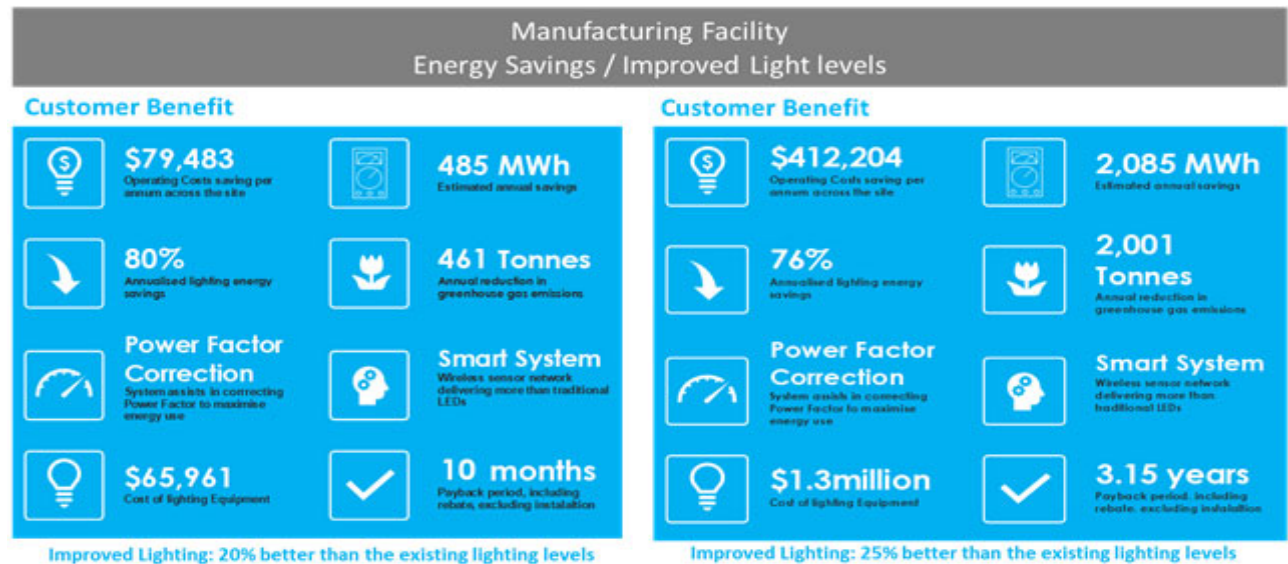 Manufacturing Facility
Energy Savings / Improved Light levels
Customer Benefit
$79,483
Operating Costs saving per
annum across the site
485 MWh
Estimated annual savings
80%
Annualised lighting energy
savings
461 Tonnes
Annual reduction in
greenhouse gas emissions
Power Factor
Correction
System assists in correcting
Power Factor to maximise
energy use
Smart System
Wireless sensor network
delivering more than traditional
LEDs
$65,961
Cost of lighting Equipment
10 months
Payback period, including
rebate, excluding instalaltion
Improved Lighting: 20% better than the existing lighting levels
Customer Benefit
$412,204
Operating Costs saving per
annum across the site
2,085 MWh
Estimated annual savings
76%
Annualised lighting energy
savings
2,001
Tonnes
Annual reduction in
greenhouse gas emissions
Power Factor
Correction
System assists in correcting
Power Factor to maximise
energy use
Smart System
Wireless sensor network
delivering more than
traditional LEDs
$1.3million
Cost of lighting Equipment
3.15 years
Payback period, including
rebate, excluding instalaltion
Improved Lighting: 25% better than the existing lighting levels